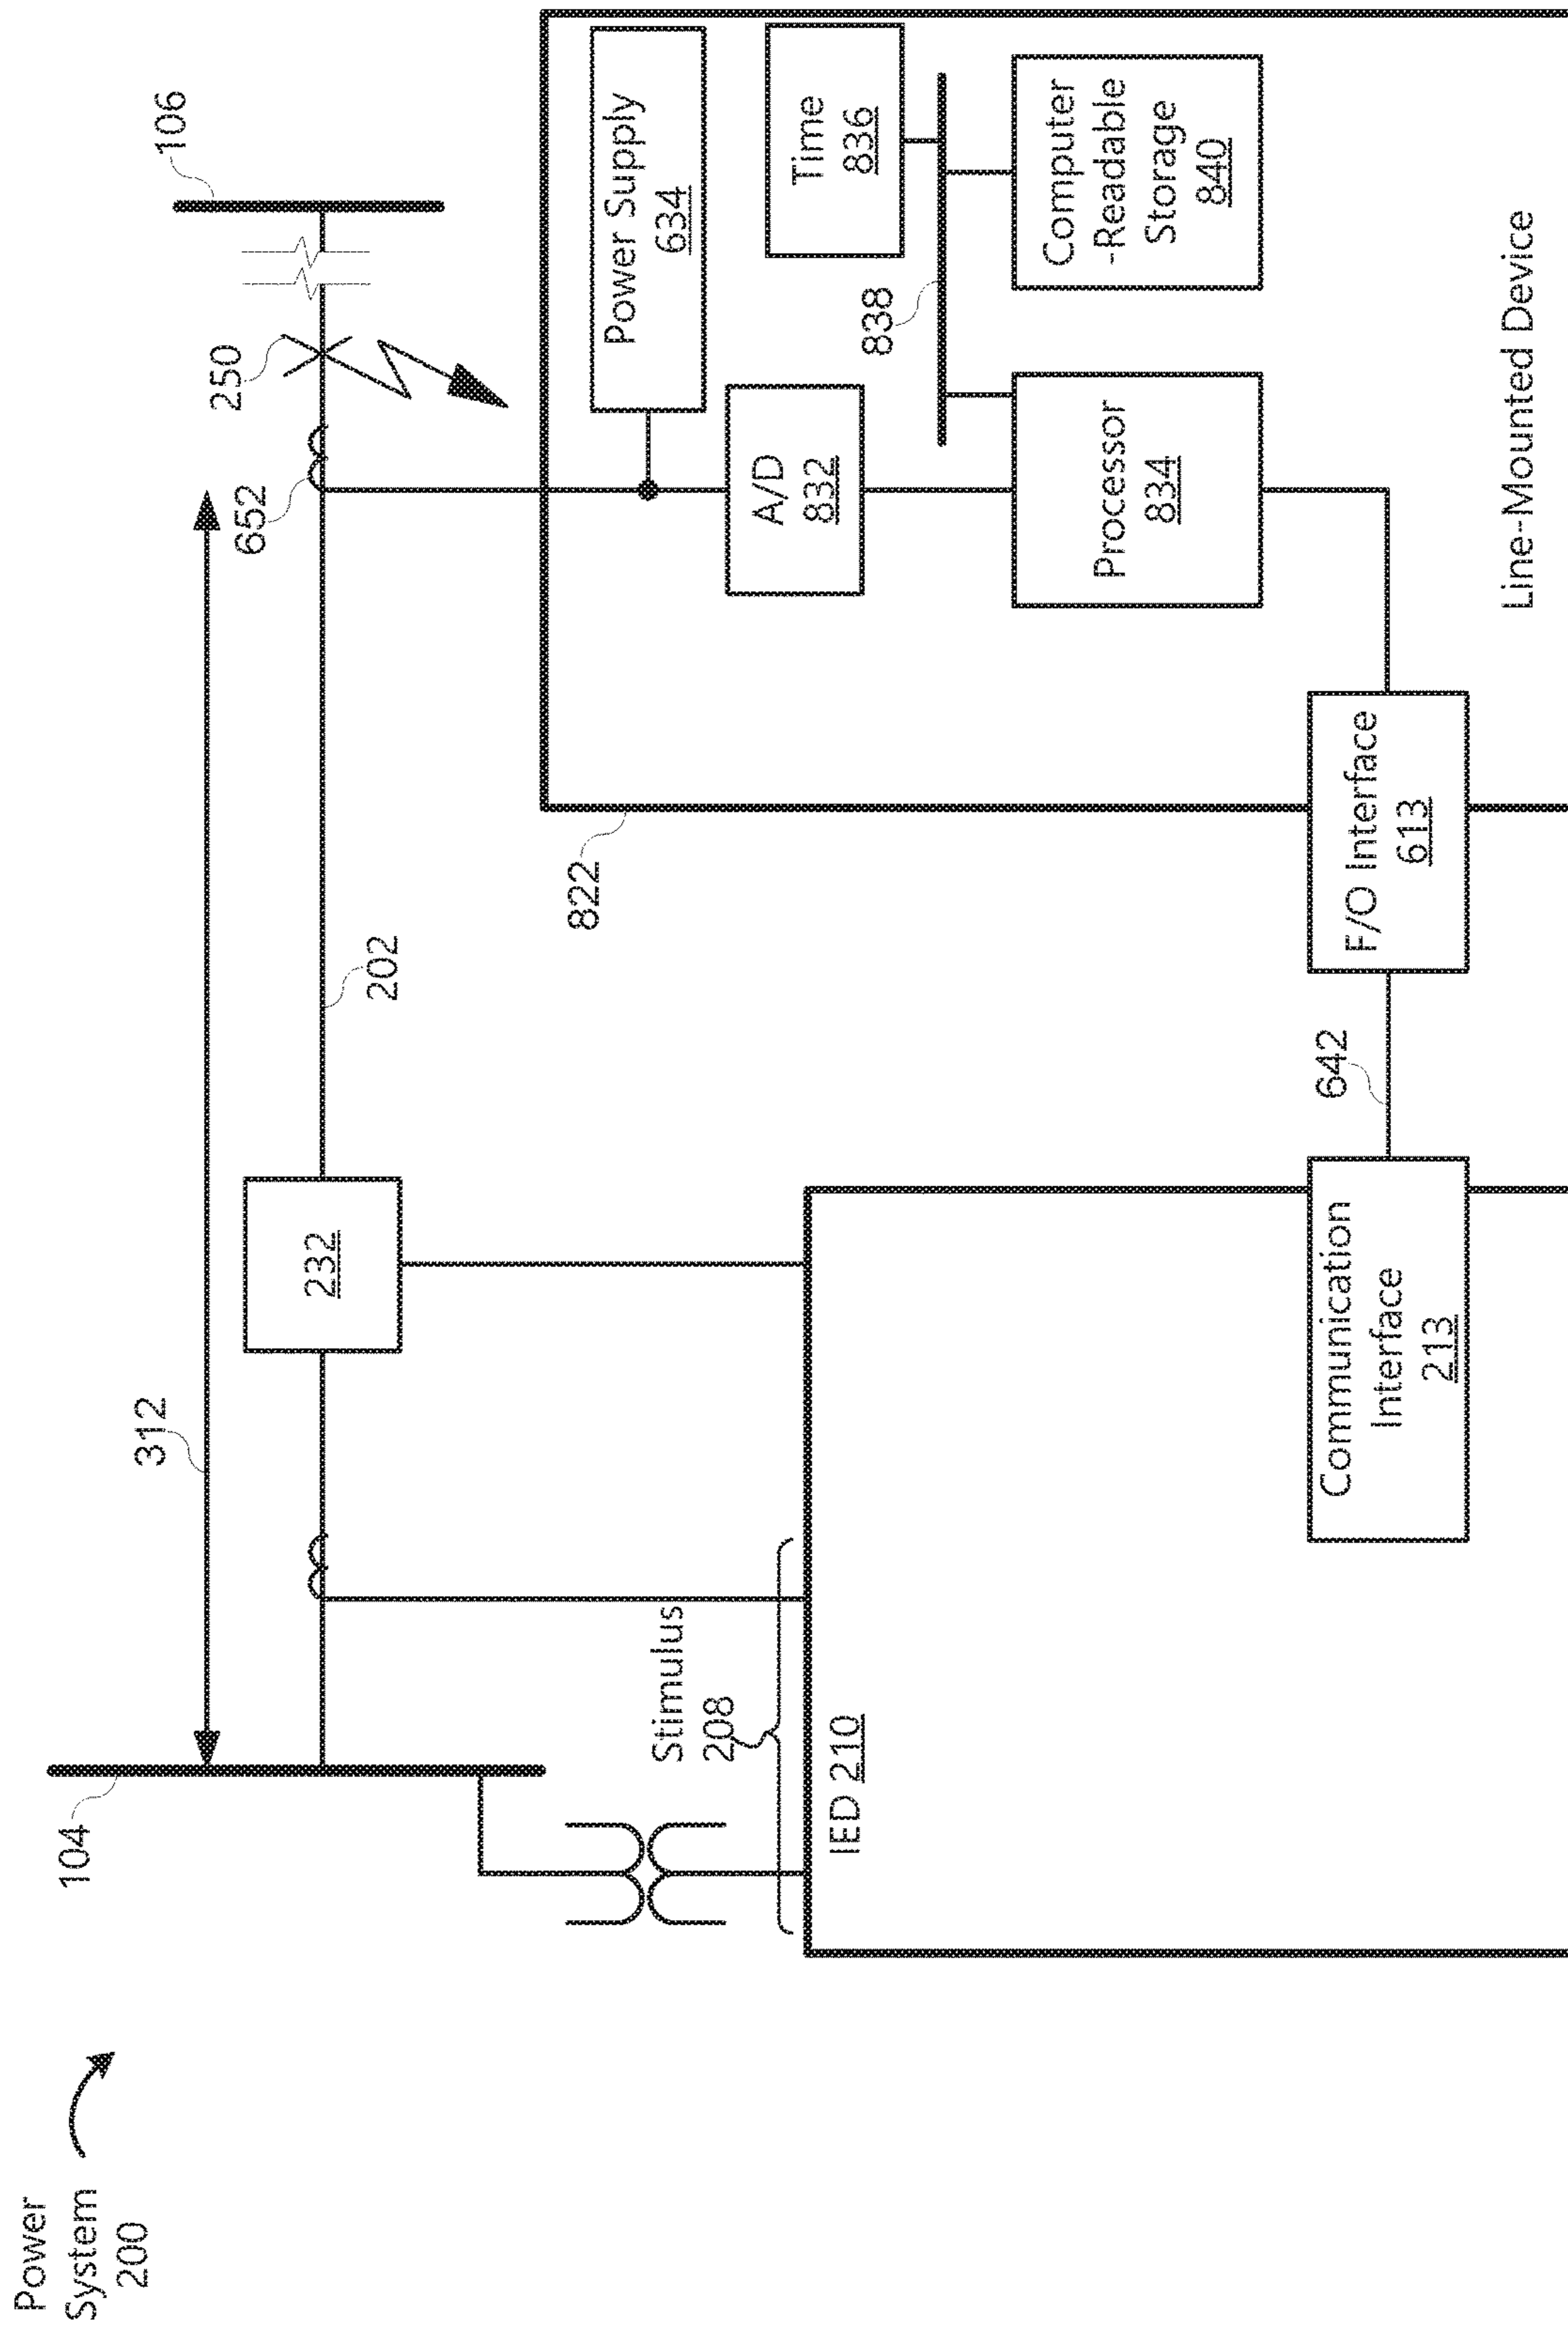 Power
System
200
104
312
106
232
202
652
250
Stimulus
208
IED 210
Communication
Interface
213
642
822
F/O Interface
613
Power Supply
634
A/D
832
Time
836
838
Processor
834
Computer
-Readable
Storage
840
Line-Mounted Device